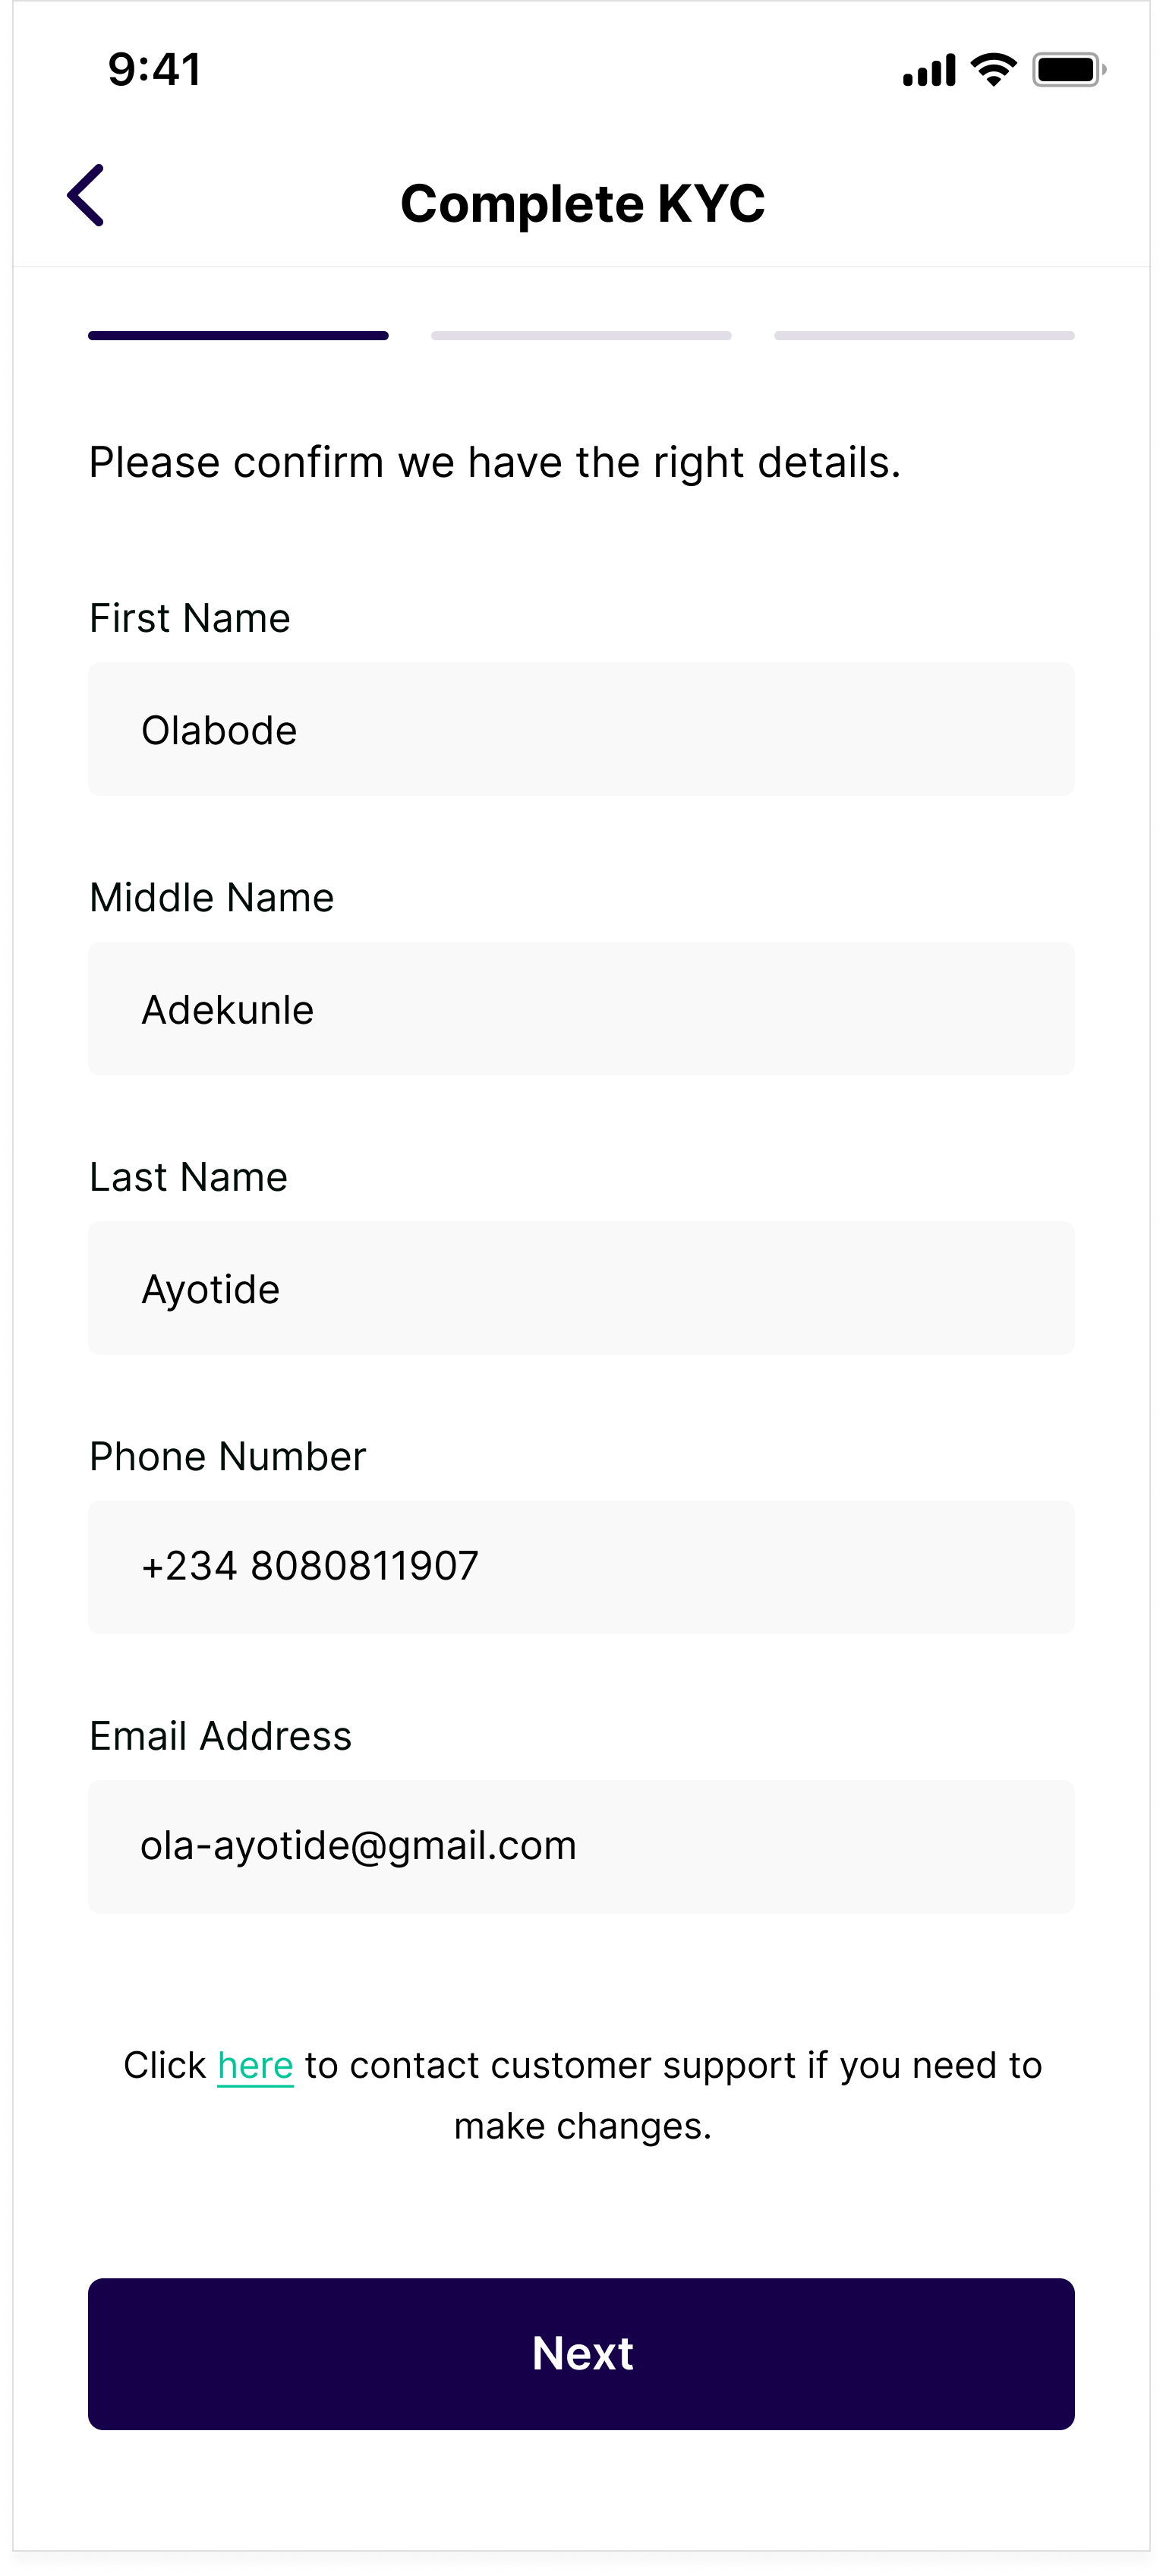 9:41
Complete KYC
Please confirm we have the right details.
First Name
Olabode
Middle Name
Adekunle
Last Name
Ayotide
Phone Number
+234 8080811907
Email Address
ola-ayotide@gmail.com
Click here to contact customer support if you need to
make changes.
Next